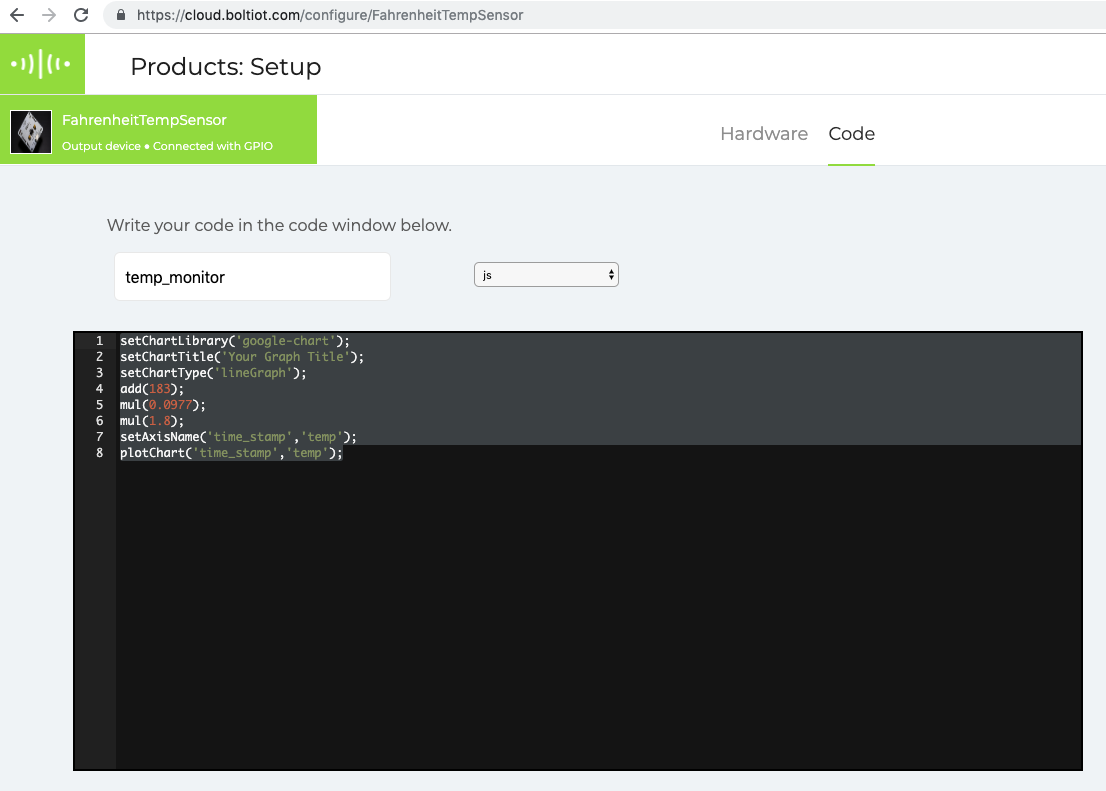 https://cloud.boltiot.com/configure/FahrenheitTempSensor
Products: Setup
FahrenheitTempSensor
Output device • Connected with GPIO
Hardware Code
Write your code in the code window below.
temp_monitor
js
1 setChartLibrary('google-chart');
2 setChartTitle('Your Graph Title');
3 setChartType('lineGraph');
4 add(183);
5 mul(0.0977);
6 mul(1.8);
7 setAxisName('time_stamp','temp');
8 plotChart('time_stamp','temp');